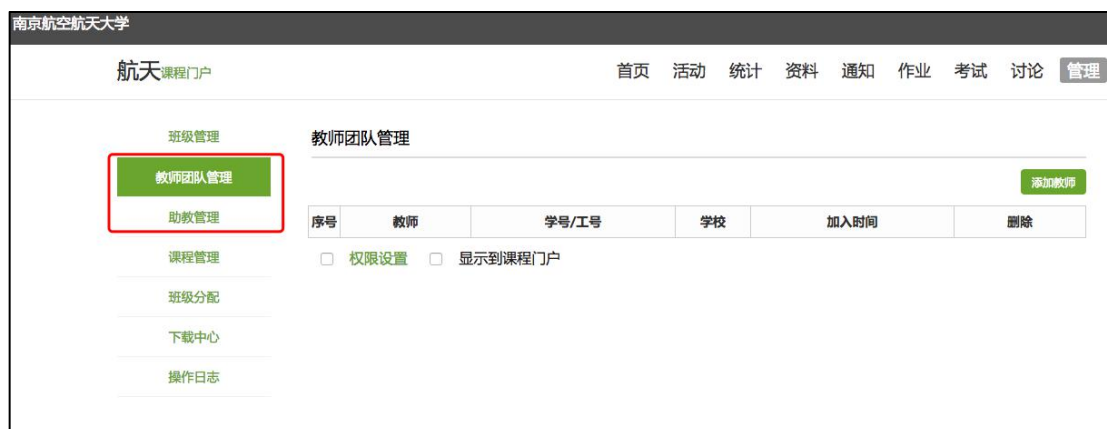 南京航空航天大学
航天课程门户 首页 活动 统计 资料 通知 作业 考试 讨论 管理
班级管理
教师团队管理
助教管理
课程管理
班级分配
下载中心
操作日志
教师团队管理
添加教师
序号 教师 学号/工号 学校 加入时间 删除
权限设置 显示到课程门户